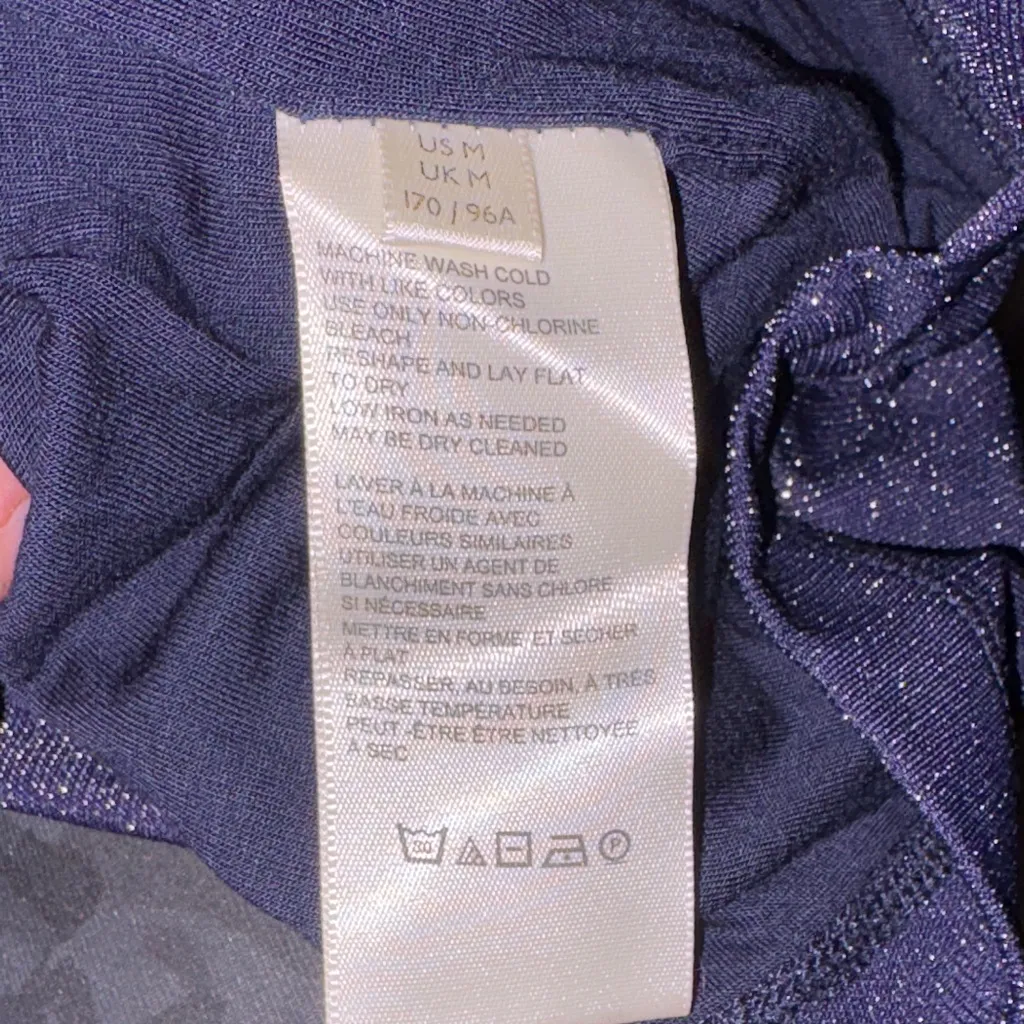 US M
UK M
170 / 96A
MACHINE WASH COLD
WITH LIKE COLORS
USE ONLY NON-CHLORINE
BLEACH
RESHAPE AND LAY FLAT
TO DRY
LOW IRON AS NEEDED
MAY BE DRY CLEANED
LAVER À LA MACHINE À
L'EAU FROIDE AVEC
COULEURS SIMILAIRES
UTILISER UN AGENT DE
BLANCHIMENT SANS CHLORE
SI NÉCESSAIRE
METTRE EN FORME ET SECHER
À PLAT
REPASSER, AU BESOIN, À TRÈS
BASSE TEMPÉRATURE
PEUT -ÊTRE ÊTRE NETTOYÉE
À SEC
30 P